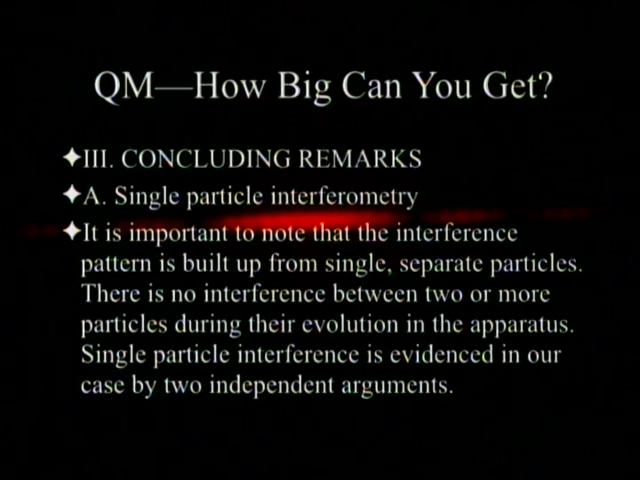 QM—How Big Can You Get?
✦III. CONCLUDING REMARKS
✦A. Single particle interferometry
✦It is important to note that the interference
pattern is built up from single, separate particles.
There is no interference between two or more
particles during their evolution in the apparatus.
Single particle interference is evidenced in our
case by two independent arguments.